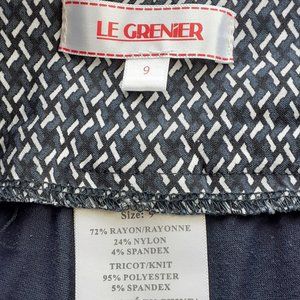 LE GRENIER
9
Size: 9
72% RAYON/RAYONNE
24% NYLON
4% SPANDEX
TRICOT/KNIT
95% POLYESTER
5% SPANDEX